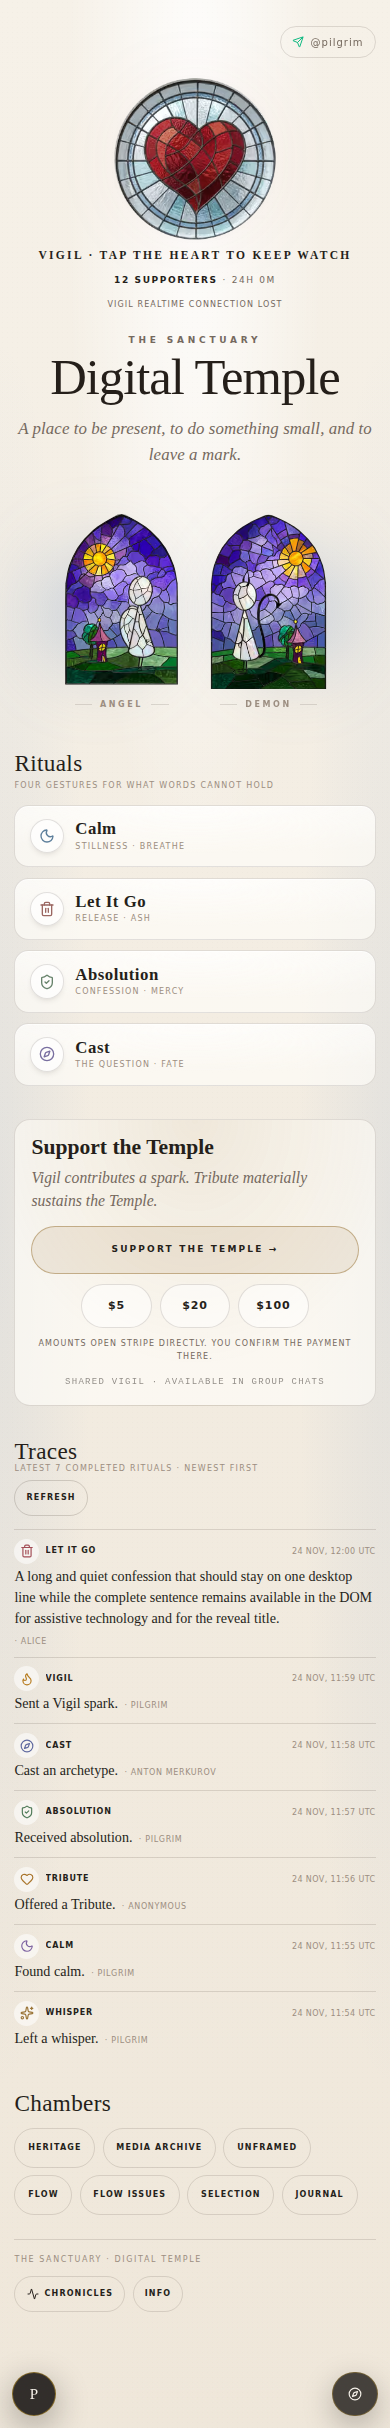 @pilgrim
VIGIL · TAP THE HEART TO KEEP WATCH
12 SUPPORTERS · 24H 0M
VIGIL REALTIME CONNECTION LOST
THE SANCTUARY
Digital Temple
A place to be present, to do something small, and to
leave a mark.
ANGEL
DEMON
Rituals
FOUR GESTURES FOR WHAT WORDS CANNOT HOLD
Calm
STILLNESS · BREATHE
Let It Go
RELEASE · ASH
Absolution
CONFESSION · MERCY
Cast
THE QUESTION · FATE
Support the Temple
Vigil contributes a spark. Tribute materially
sustains the Temple.
SUPPORT THE TEMPLE →
$5 $20 $100
AMOUNTS OPEN STRIPE DIRECTLY. YOU CONFIRM THE PAYMENT
THERE.
SHARED VIGIL · AVAILABLE IN GROUP CHATS
Traces
LATEST 7 COMPLETED RITUALS · NEWEST FIRST
REFRESH
LET IT GO 24 NOV, 12:00 UTC
A long and quiet confession that should stay on one desktop
line while the complete sentence remains available in the DOM
for assistive technology and for the reveal title.
· ALICE
VIGIL 24 NOV, 11:59 UTC
Sent a Vigil spark. · PILGRIM
CAST 24 NOV, 11:58 UTC
Cast an archetype. · ANTON MERKUROV
ABSOLUTION 24 NOV, 11:57 UTC
Received absolution. · PILGRIM
TRIBUTE 24 NOV, 11:56 UTC
Offered a Tribute. · ANONYMOUS
CALM 24 NOV, 11:55 UTC
Found calm. · PILGRIM
WHISPER 24 NOV, 11:54 UTC
Left a whisper. · PILGRIM
Chambers
HERITAGE MEDIA ARCHIVE UNFRAMED
FLOW FLOW ISSUES SELECTION JOURNAL
THE SANCTUARY · DIGITAL TEMPLE
CHRONICLES INFO
P